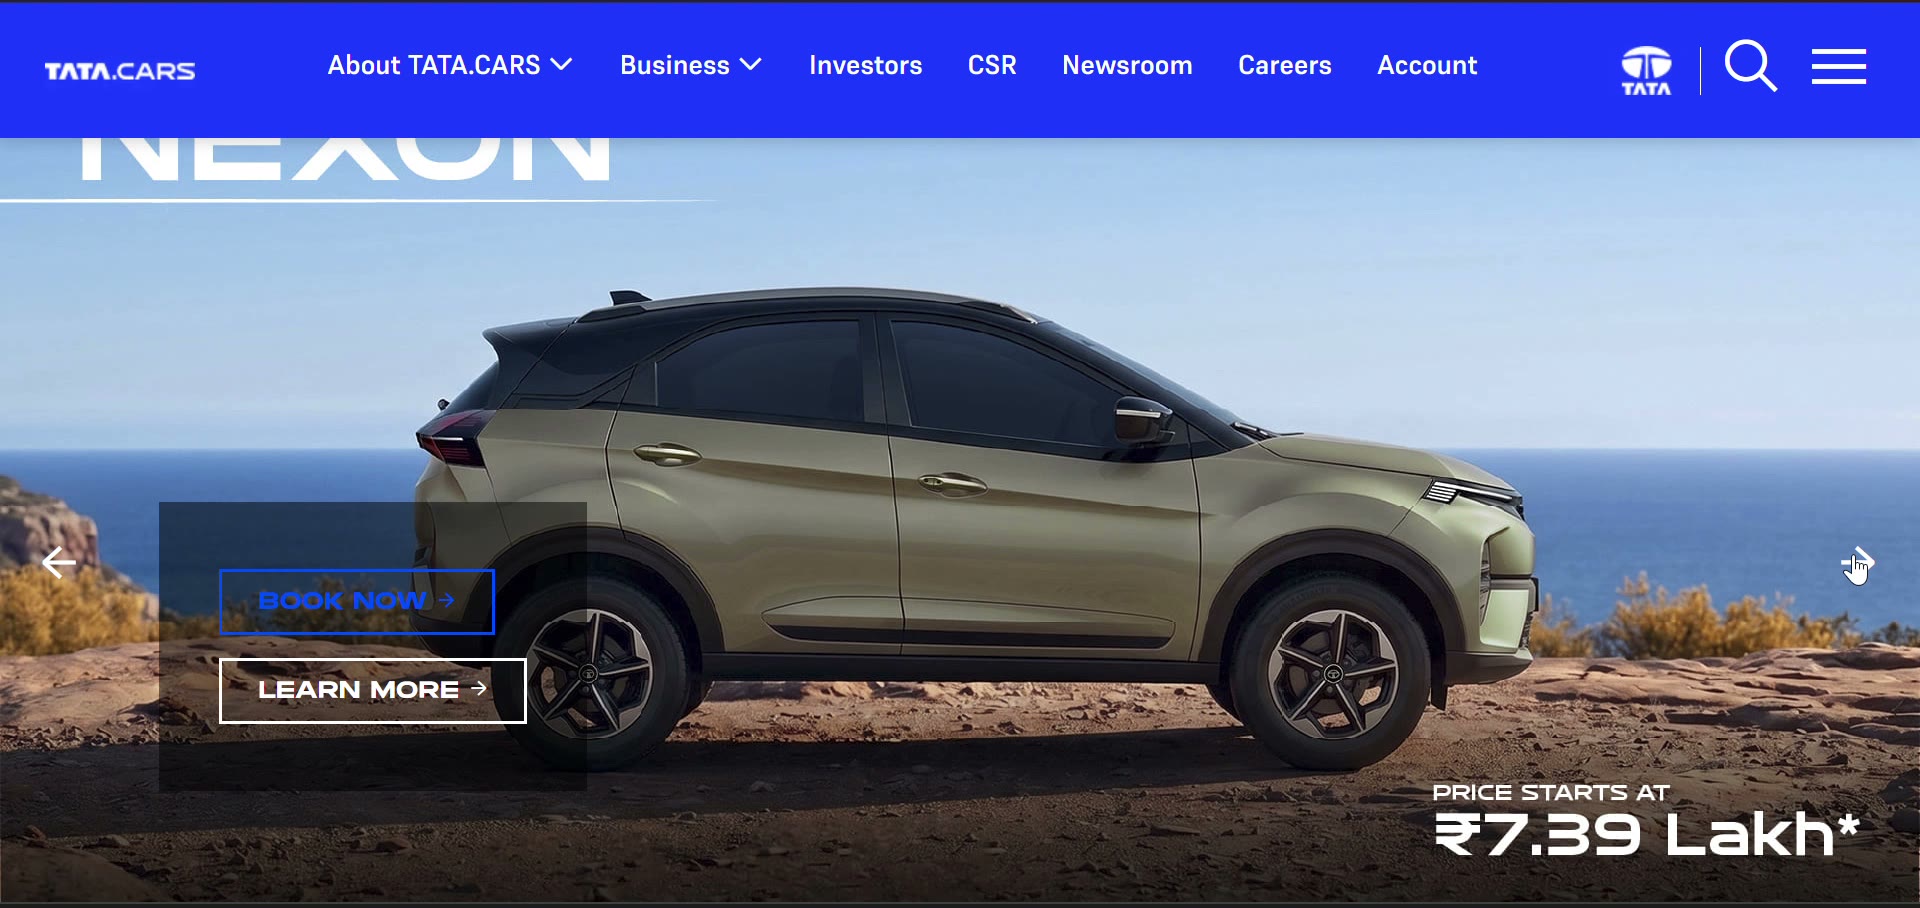 TATA.CARS
About TATA.CARS Business Investors CSR Newsroom Careers Account
TATA
NEXON
BOOK NOW →
LEARN MORE →
PRICE STARTS AT
₹7.39 Lakh*